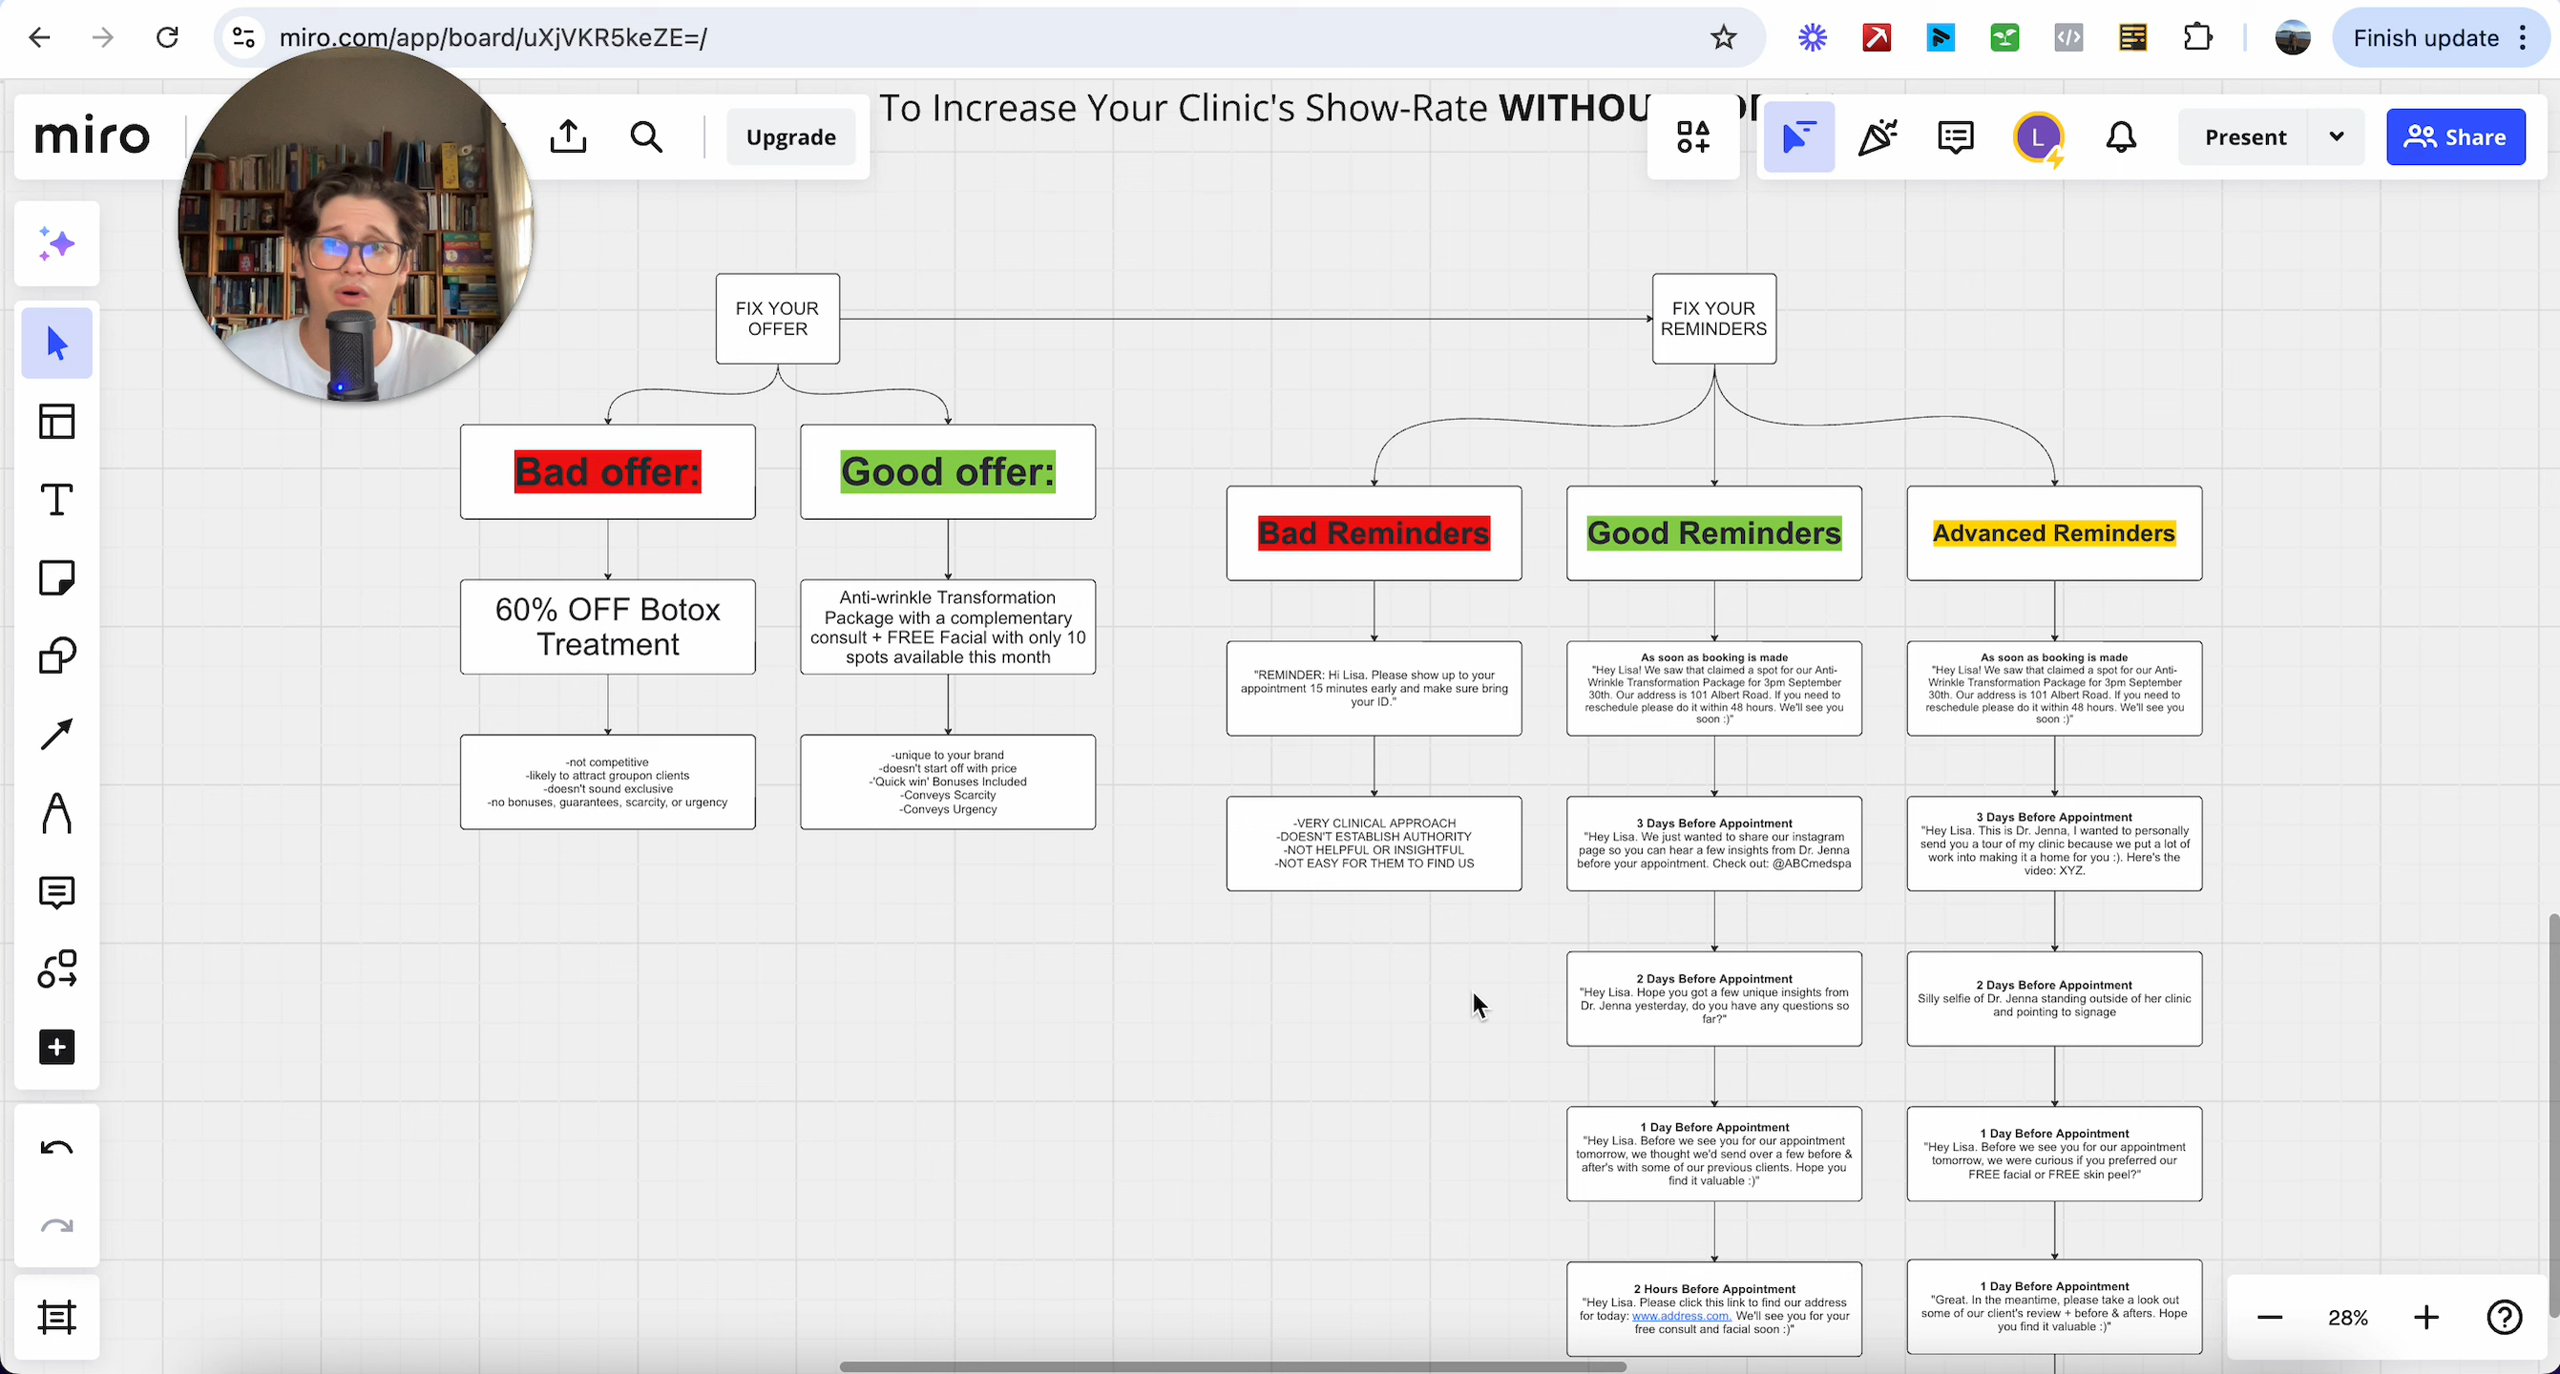 miro.com/app/board/uXjVKR5keZE=/
Finish update
miro
Upgrade
To Increase Your Clinic's Show-Rate WITHOU
L
Present
Share
FIX YOUR
OFFER
FIX YOUR
REMINDERS
Bad offer:
Good offer:
60% OFF Botox
Treatment
Anti-wrinkle Transformation
Package with a complementary
consult + FREE Facial with only 10
spots available this month
-not competitive
-likely to attract groupon clients
-doesn't sound exclusive
-no bonuses, guarantees, scarcity, or urgency
-unique to your brand
-doesn't start off with price
-'Quick win' Bonuses Included
-Conveys Scarcity
-Conveys Urgency
Bad Reminders
Good Reminders
Advanced Reminders
"REMINDER: Hi Lisa. Please show up to your
appointment 15 minutes early and make sure bring
your ID."
-VERY CLINICAL APPROACH
-DOESN'T ESTABLISH AUTHORITY
-NOT HELPFUL OR INSIGHTFUL
-NOT EASY FOR THEM TO FIND US
As soon as booking is made
"Hey Lisa! We saw that claimed a spot for our Anti-
Wrinkle Transformation Package for 3pm September
30th. Our address is 101 Albert Road. If you need to
reschedule please do it within 48 hours. We'll see you
soon :)"
3 Days Before Appointment
"Hey Lisa. We just wanted to share our instagram
page so you can hear a few insights from Dr. Jenna
before your appointment. Check out: @ABCmedspa
2 Days Before Appointment
"Hey Lisa. Hope you got a few unique insights from
Dr. Jenna yesterday, do you have any questions so
far?"
1 Day Before Appointment
"Hey Lisa. Before we see you for our appointment
tomorrow, we thought we'd send over a few before &
after's with some of our previous clients. Hope you
find it valuable :)"
2 Hours Before Appointment
"Hey Lisa. Please click this link to find our address
for today: www.address.com. We'll see you for your
free consult and facial soon :)"
As soon as booking is made
"Hey Lisa! We saw that claimed a spot for our Anti-
Wrinkle Transformation Package for 3pm September
30th. Our address is 101 Albert Road. If you need to
reschedule please do it within 48 hours. We'll see you
soon :)"
3 Days Before Appointment
"Hey Lisa. This is Dr. Jenna, I wanted to personally
send you a tour of my clinic because we put a lot of
work into making it a home for you :). Here's the
video: XYZ.
2 Days Before Appointment
Silly selfie of Dr. Jenna standing outside of her clinic
and pointing to signage
1 Day Before Appointment
"Hey Lisa. Before we see you for our appointment
tomorrow, we were curious if you preferred our
FREE facial or FREE skin peel?"
1 Day Before Appointment
"Great. In the meantime, please take a look out
some of our client's review + before & afters. Hope
you find it valuable :)"
28%